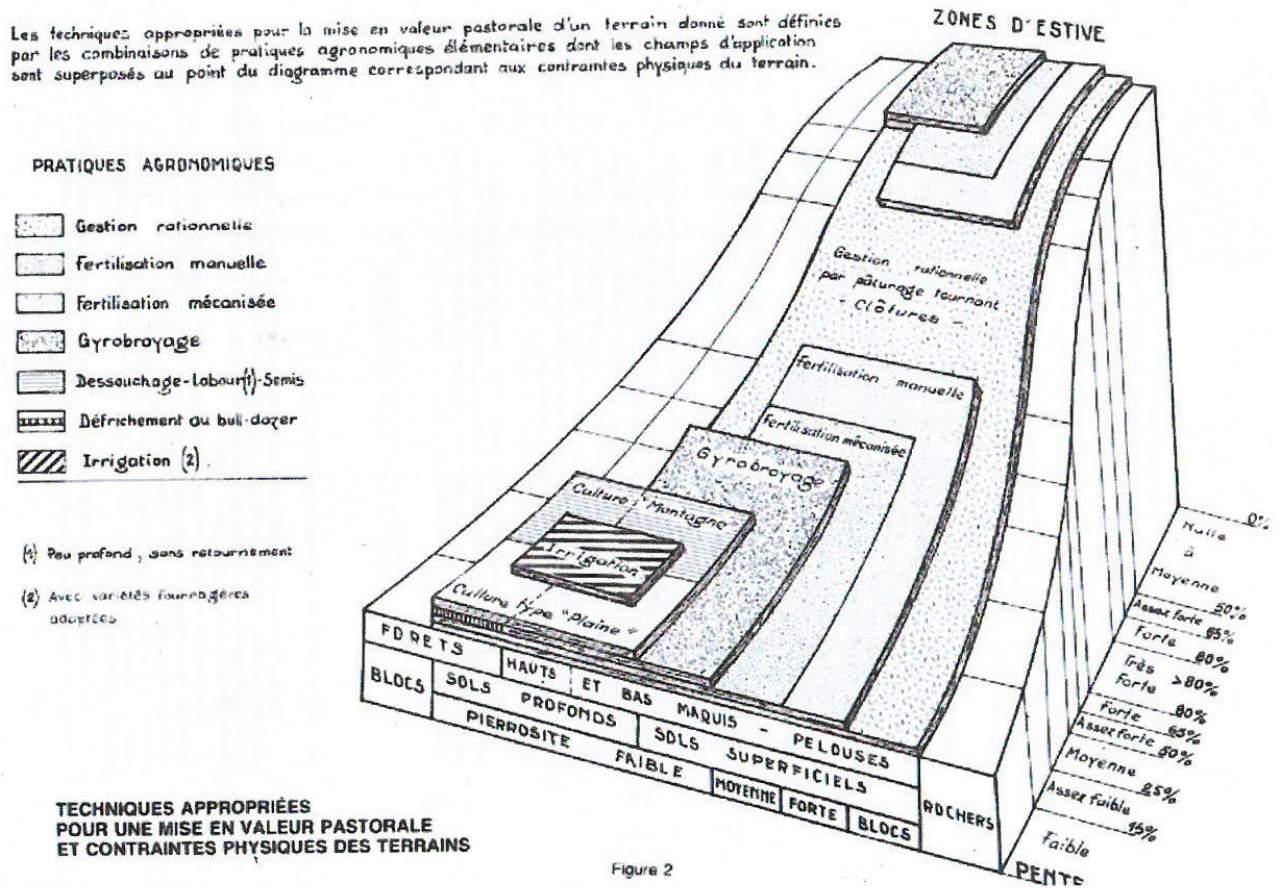 Les techniques appropriées pour la mise en valeur pastorale d'un terrain donné sont définies
par les combinaisons de pratiques agronomiques élémentaires dont les champs d'application
sont superposés au point du diagramme correspondant aux contraintes physiques du terrain.
ZONES D'ESTIVE
PRATIQUES AGRONOMIQUES
Gestion rationnelle
Fertilisation manuelle
Fertilisation mécanisée
Gyrobroyage
Dessouchage-labour(1)-Semis
Défrichement au bull-dozer
Irrigation (2).
(1) Peu profond, sans retournement
(2) Avec variétés fourragères
adaptées
Gestion rationnelle
par pâturage tournant
- Clôtures -
Fertilisation manuelle
Fertilisation mécanisée
Gyrobroyage
Culture "Montagne
Irrigation
Culture type "Plaine"
FORETS
HAUTS ET BAS MAQUIS - PELOUSES
BLOCS
SOLS PROFONDS
SOLS SUPERFICIELS
PIERROSITE FAIBLE
MOYENNE
FORTE
BLOCS
ROCHERS
0%
Nulle
à
Moyenne
50%
Assez forte
65%
Forte
80%
Très
>80%
Forte
80%
Forte
65%
Assez forte
50%
Moyenne
25%
Assez faible
15%
Faible
PENTE
TECHNIQUES APPROPRIÉES
POUR UNE MISE EN VALEUR PASTORALE
ET CONTRAINTES PHYSIQUES DES TERRAINS
Figure 2